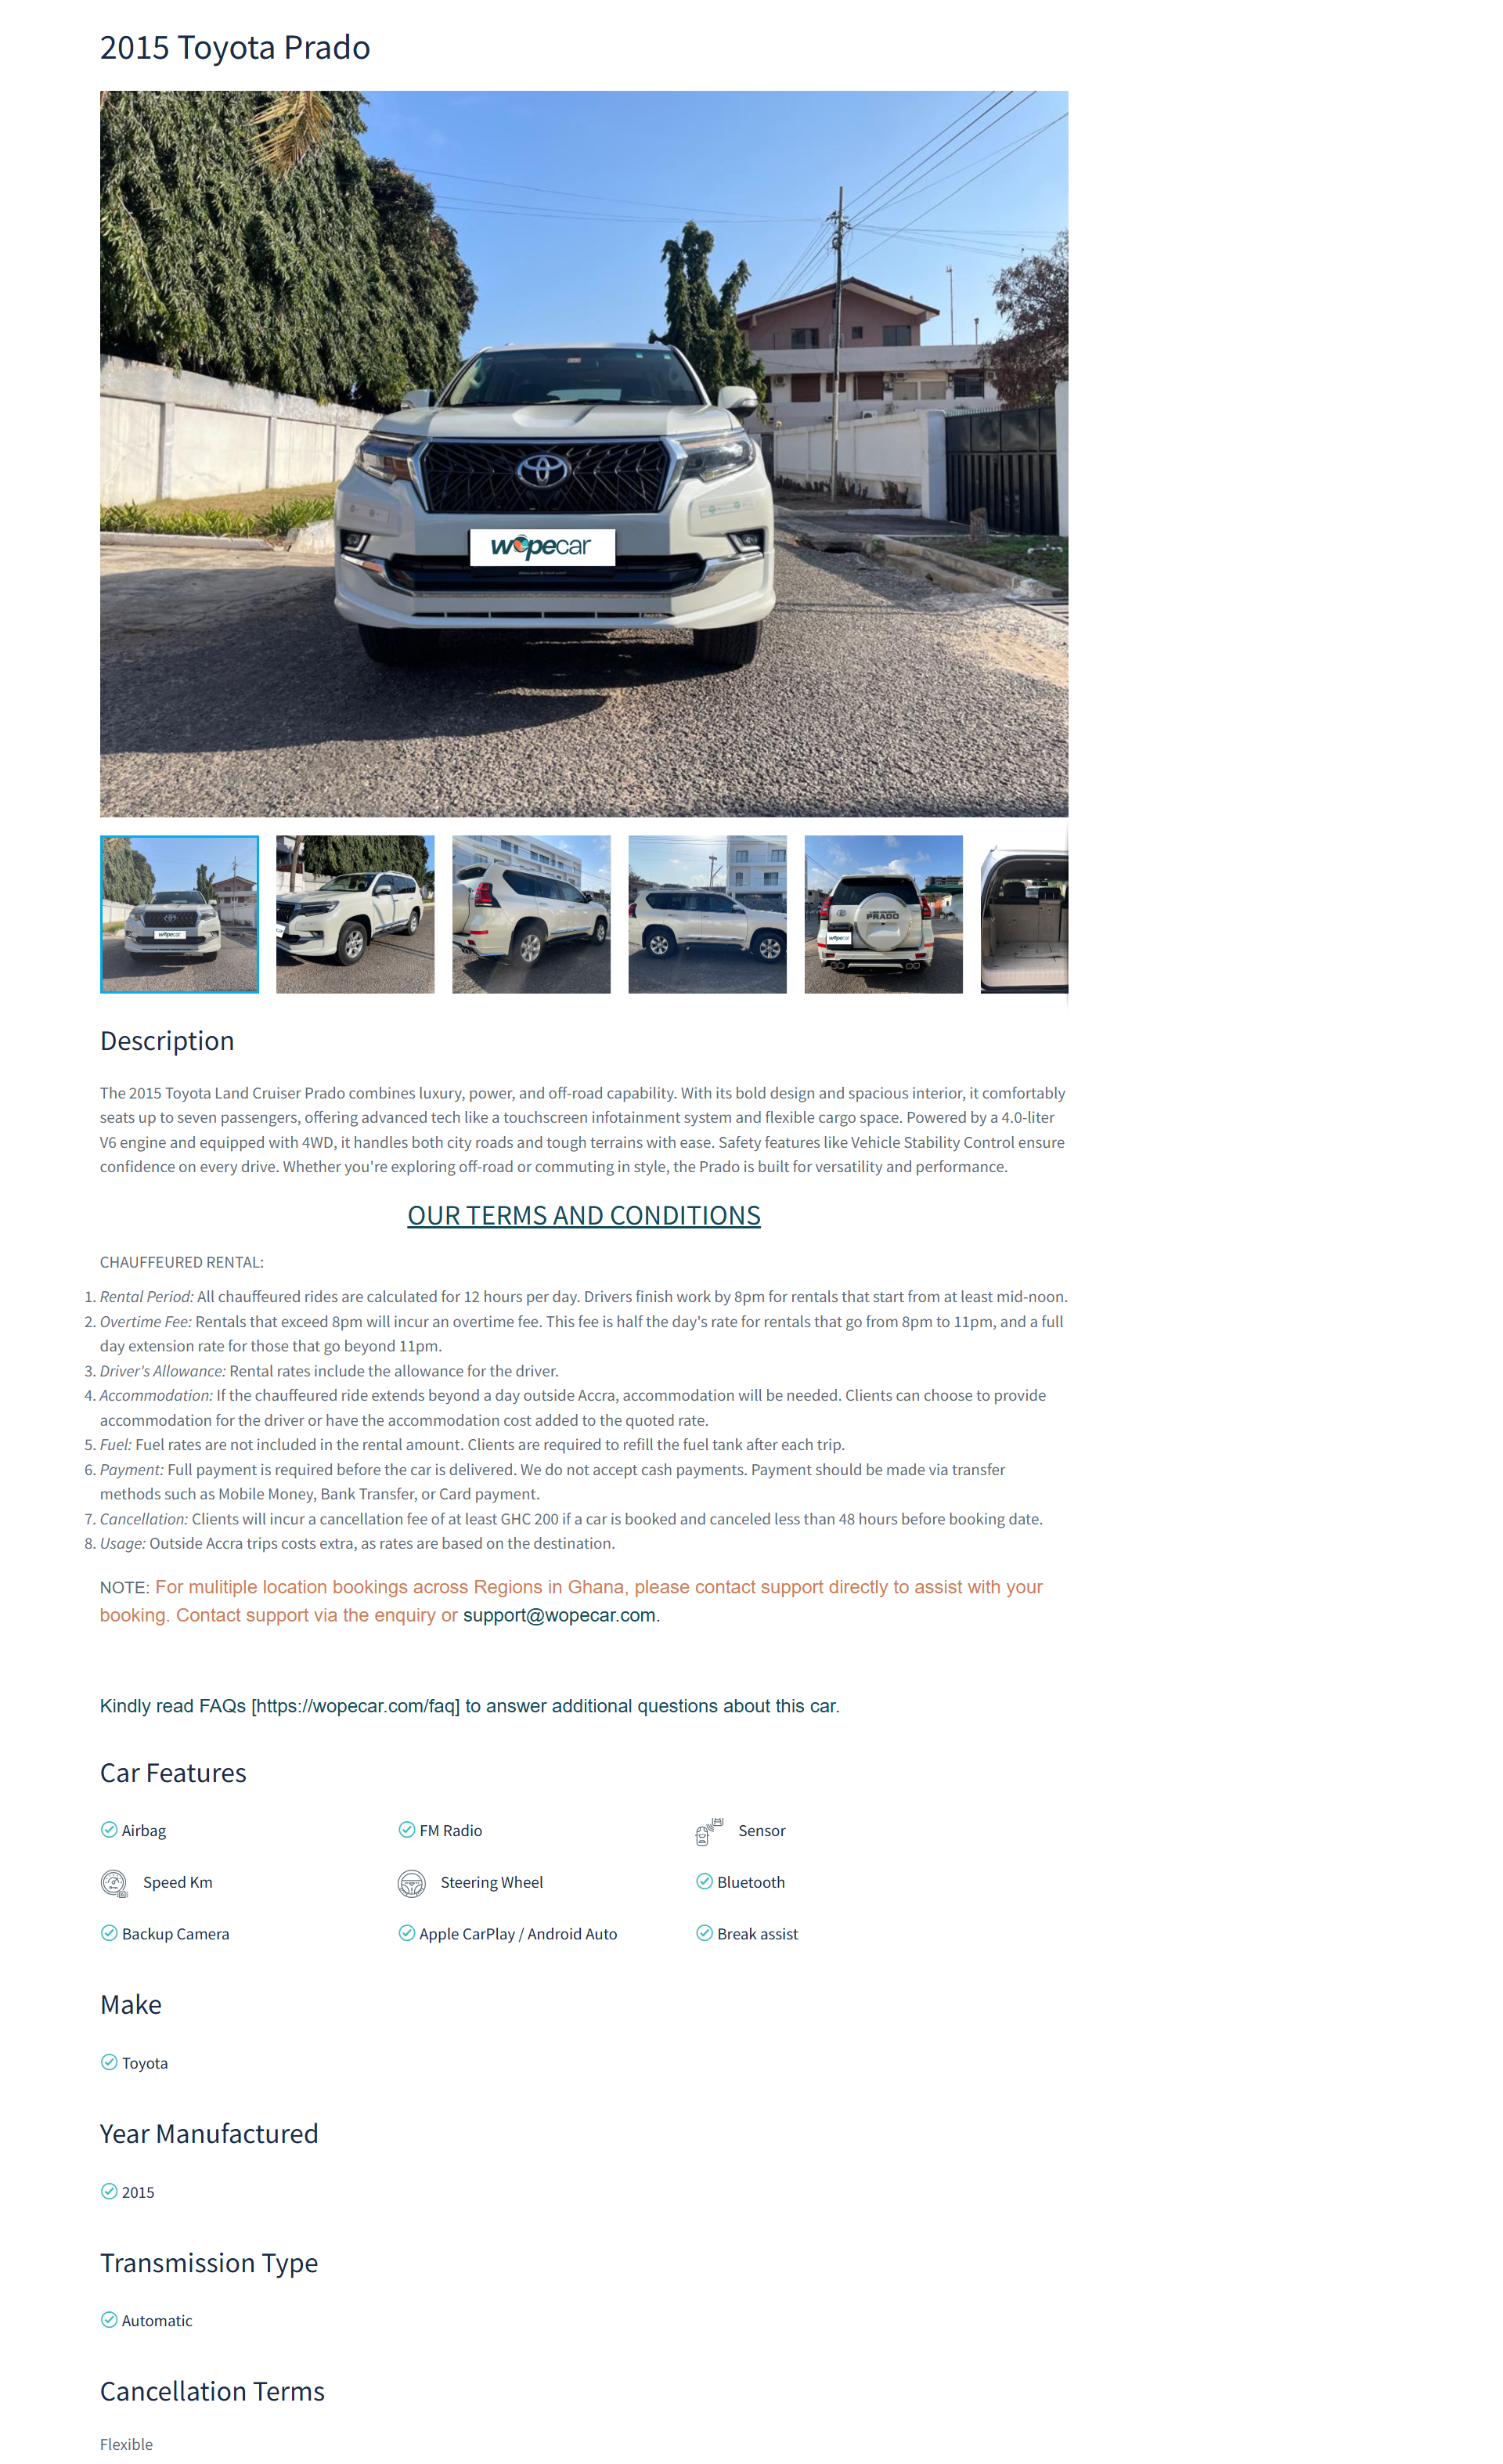 2015 Toyota Prado
wopecar
wopecar
PRADO
wopecar
Description
The 2015 Toyota Land Cruiser Prado combines luxury, power, and off-road capability. With its bold design and spacious interior, it comfortably
seats up to seven passengers, offering advanced tech like a touchscreen infotainment system and flexible cargo space. Powered by a 4.0-liter
V6 engine and equipped with 4WD, it handles both city roads and tough terrains with ease. Safety features like Vehicle Stability Control ensure
confidence on every drive. Whether you're exploring off-road or commuting in style, the Prado is built for versatility and performance.
OUR TERMS AND CONDITIONS
CHAUFFEURED RENTAL:
1. Rental Period: All chauffeured rides are calculated for 12 hours per day. Drivers finish work by 8pm for rentals that start from at least mid-noon.
2. Overtime Fee: Rentals that exceed 8pm will incur an overtime fee. This fee is half the day's rate for rentals that go from 8pm to 11pm, and a full
day extension rate for those that go beyond 11pm.
3. Driver's Allowance: Rental rates include the allowance for the driver.
4. Accommodation: If the chauffeured ride extends beyond a day outside Accra, accommodation will be needed. Clients can choose to provide
accommodation for the driver or have the accommodation cost added to the quoted rate.
5. Fuel: Fuel rates are not included in the rental amount. Clients are required to refill the fuel tank after each trip.
6. Payment: Full payment is required before the car is delivered. We do not accept cash payments. Payment should be made via transfer
methods such as Mobile Money, Bank Transfer, or Card payment.
7. Cancellation: Clients will incur a cancellation fee of at least GHC 200 if a car is booked and canceled less than 48 hours before booking date.
8. Usage: Outside Accra trips costs extra, as rates are based on the destination.
NOTE: For mulitiple location bookings across Regions in Ghana, please contact support directly to assist with your
booking. Contact support via the enquiry or support@wopecar.com.
Kindly read FAQs [https://wopecar.com/faq] to answer additional questions about this car.
Car Features
Airbag FM Radio Sensor
Speed Km Steering Wheel Bluetooth
Backup Camera Apple CarPlay / Android Auto Break assist
Make
Toyota
Year Manufactured
2015
Transmission Type
Automatic
Cancellation Terms
Flexible